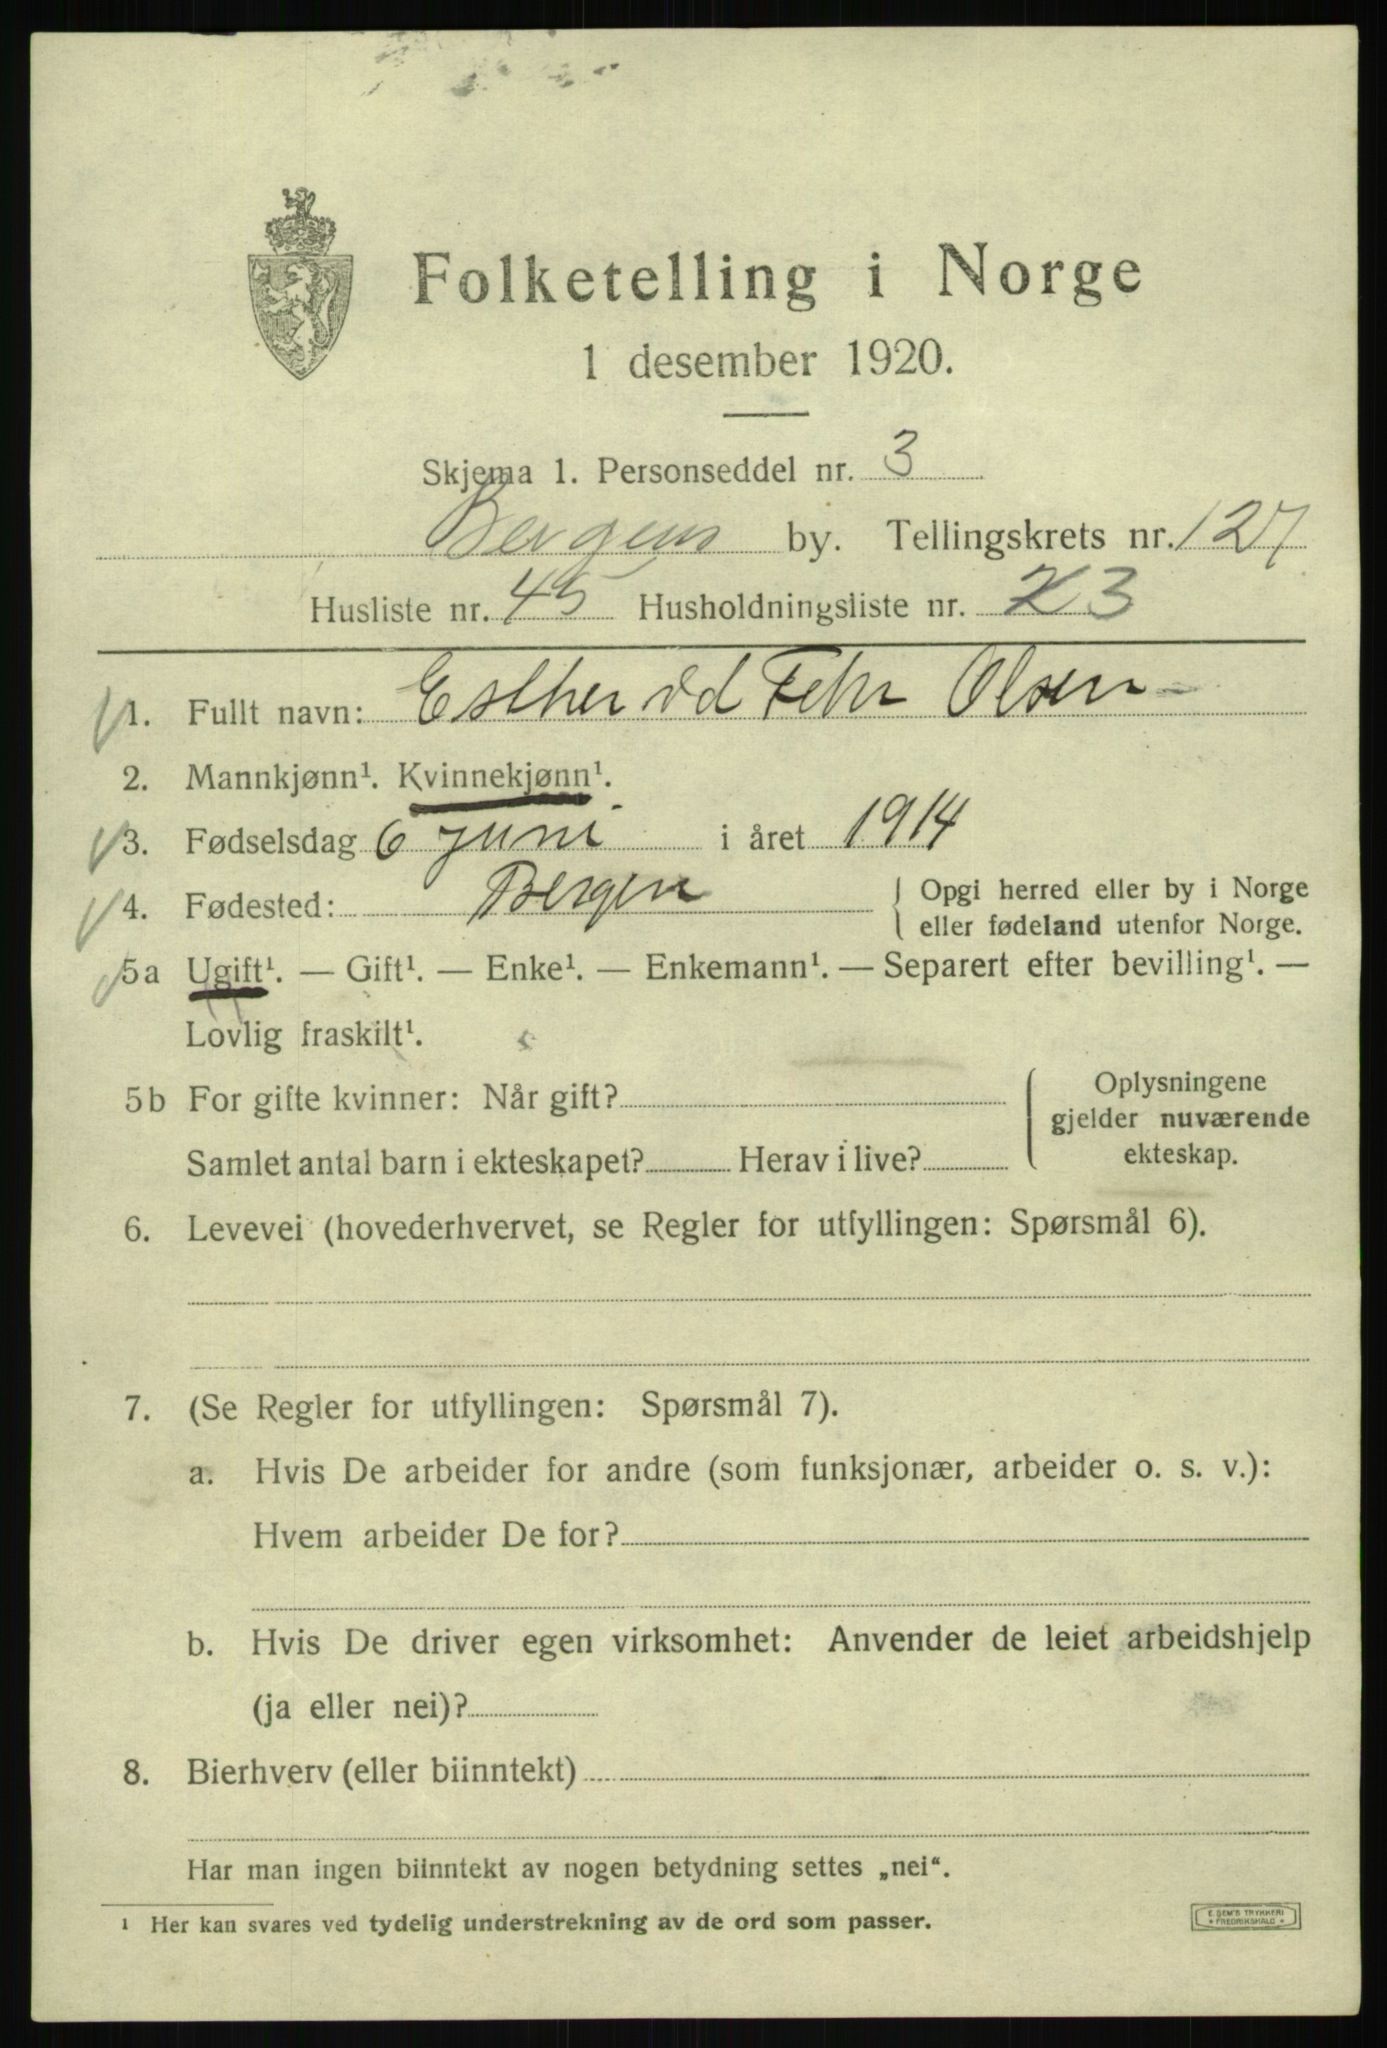 Folketelling i Norge
1 desember 1920.
Skjema 1. Personseddel nr. 3
Bergens by. Tellingskrets nr. 127
Husliste nr. 45 Husholdningsliste nr. 3
1. Fullt navn: Esther Fehr Olsen
2. Mannkjønn¹. Kvinnekjønn¹.
3. Fødselsdag 6 juni i året 1914
4. Fødested: Bergen { Opgi herred eller by i Norge
eller fødeland utenfor Norge.
5a Ugift¹. — Gift¹. — Enke¹. — Enkemann¹. — Separert efter bevilling¹. —
Lovlig fraskilt¹.
5b For gifte kvinner: Når gift? { Oplysningene
gjelder nuværende
Samlet antal barn i ekteskapet? Herav i live? ekteskap.
6. Levevei (hovederhvervet, se Regler for utfyllingen: Spørsmål 6).
7. (Se Regler for utfyllingen: Spørsmål 7).
a. Hvis De arbeider for andre (som funksjonær, arbeider o. s. v.):
Hvem arbeider De for?
b. Hvis De driver egen virksomhet: Anvender de leiet arbeidshjelp
(ja eller nei)?
8. Bierhverv (eller biinntekt)
Har man ingen biinntekt av nogen betydning settes „nei“.
¹ Her kan svares ved tydelig understrekning av de ord som passer.
E. SEM'S TRYKKERI
* FREDRIKSHALD *